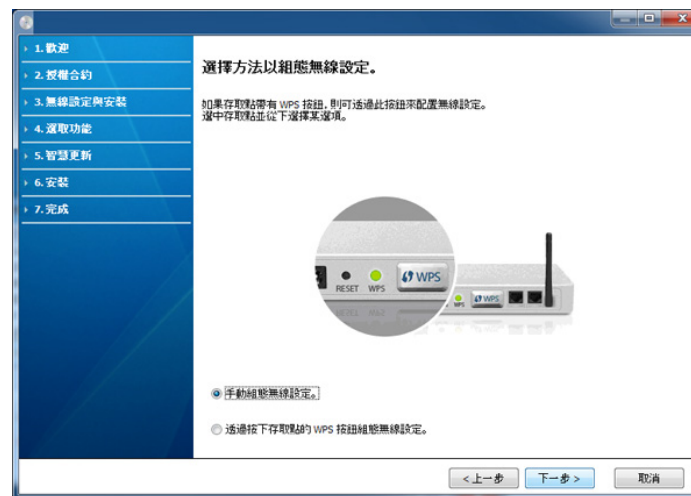 1. 歡迎
2. 授權合約
3. 無線設定與安裝
4. 選取功能
5. 智慧更新
6. 安裝
7. 完成
選擇方法以組態無線設定。
如果存取點帶有 WPS 按鈕, 則可透過此按鈕來配置無線設定。
選中存取點並從下選擇某選項。
RESET WPS WPS
WPS WPS
手動組態無線設定。
透過按下存取點的 WPS 按鈕組態無線設定。
<上一步 下一步> 取消